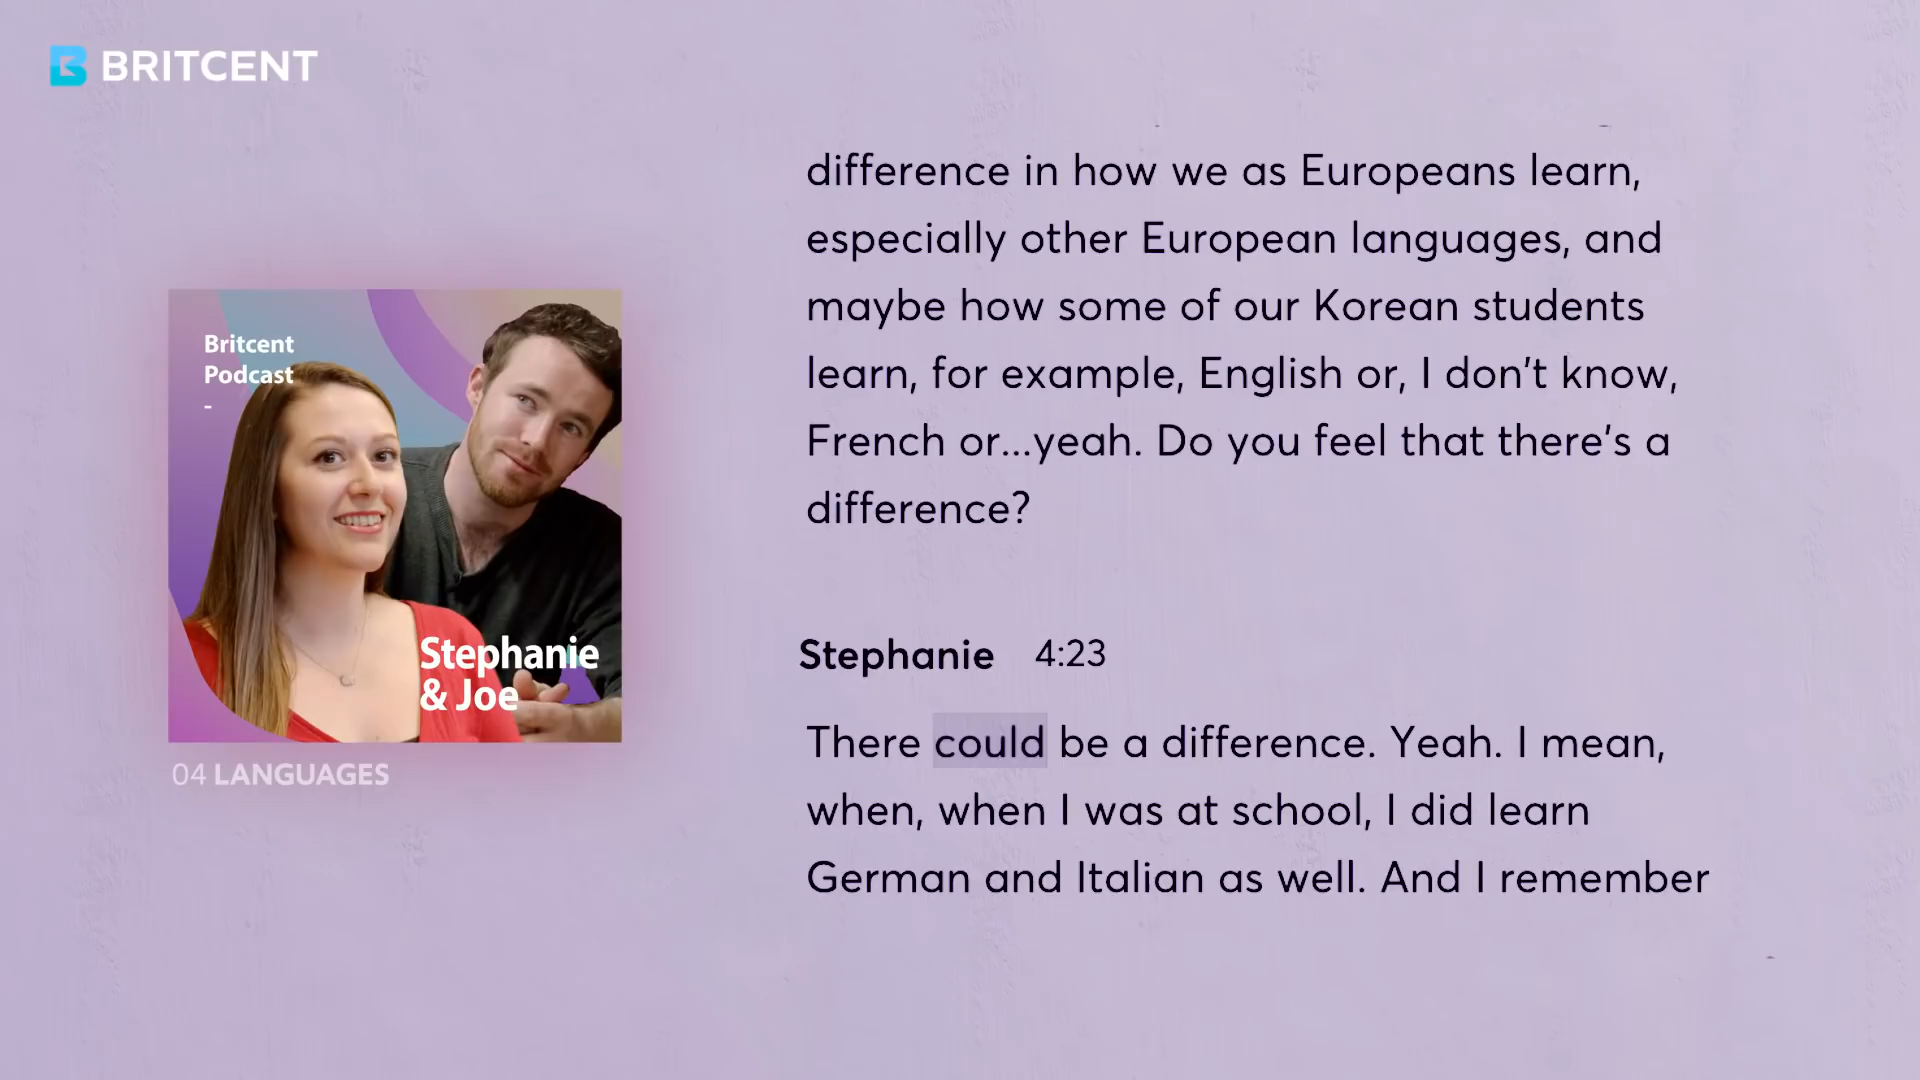 BRITCENT
Britcent
Podcast
-
Stephanie
& Joe
04 LANGUAGES
difference in how we as Europeans learn,
especially other European languages, and
maybe how some of our Korean students
learn, for example, English or, I don't know,
French or...yeah. Do you feel that there's a
difference?
Stephanie 4:23
There could be a difference. Yeah. I mean,
when, when I was at school, I did learn
German and Italian as well. And I remember